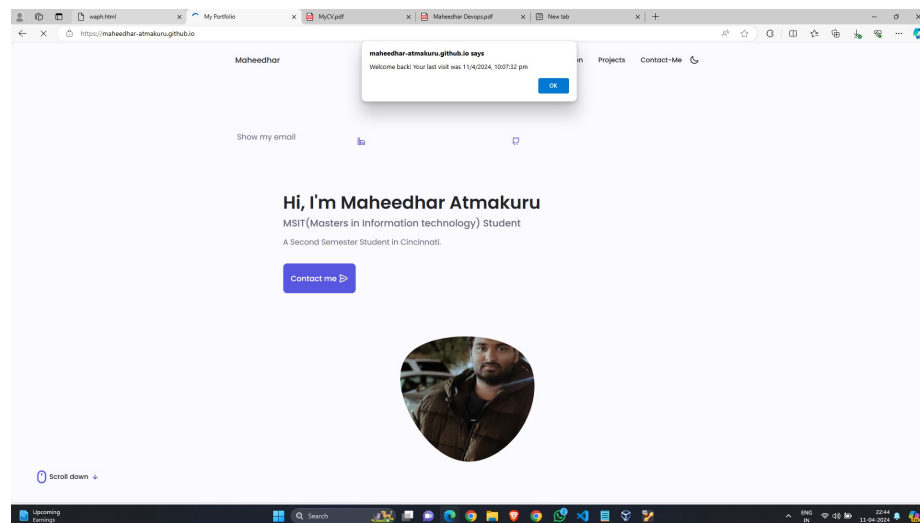 waph.html
My Portfolio
MyCV.pdf
Maheedhar Devops.pdf
New tab
https://maheedhar-atmakuru.github.io
Maheedhar
Projects
Contact-Me
maheedhar-atmakuru.github.io says
Welcome back! Your last visit was 11/4/2024, 10:07:32 pm
OK
Show my email
Hi, I'm Maheedhar Atmakuru
MSIT(Masters in Information technology) Student
A Second Semester Student in Cincinnati.
Contact me
Scroll down
Upcoming
Earnings
Search
ENG
IN
22:44
11-04-2024